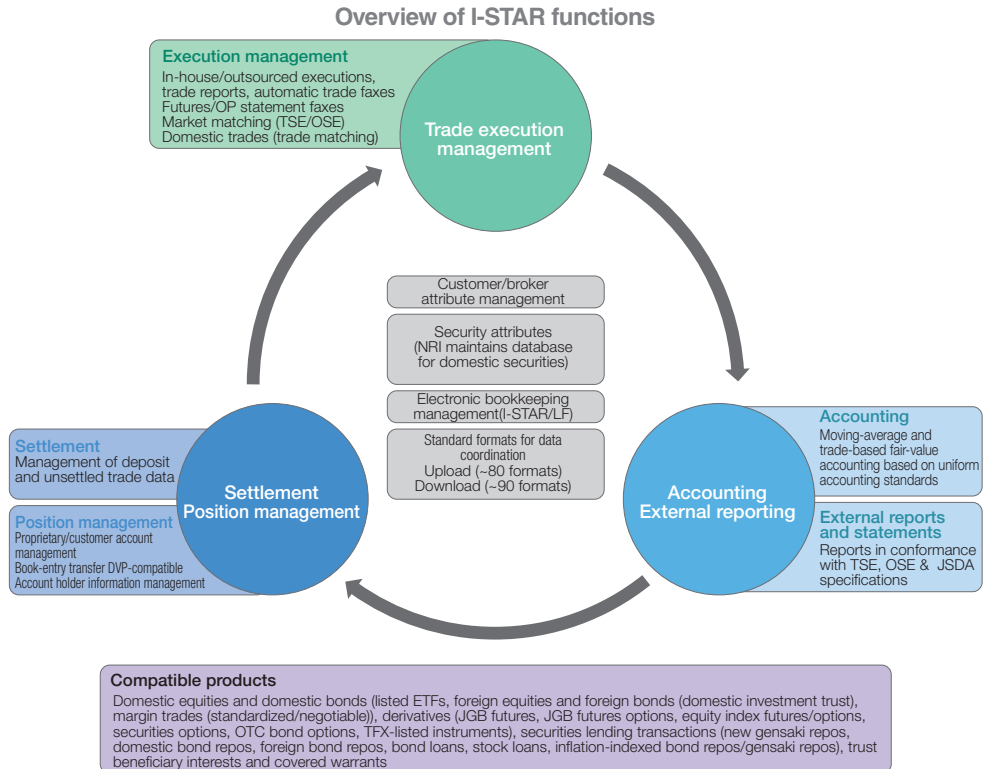 Overview of I-STAR functions
Execution management
In-house/outsourced executions,
trade reports, automatic trade faxes
Futures/OP statement faxes
Market matching (TSE/OSE)
Domestic trades (trade matching)
Trade execution
management
Customer/broker
attribute management
Security attributes
(NRI maintains database
for domestic securities)
Electronic bookkeeping
management(I-STAR/LF)
Standard formats for data
coordination
Upload (~80 formats)
Download (~90 formats)
Settlement
Management of deposit
and unsettled trade data
Position management
Proprietary/customer account
management
Book-entry transfer DVP-compatible
Account holder information management
Settlement
Position management
Accounting
External reporting
Accounting
Moving-average and
trade-based fair-value
accounting based on uniform
accounting standards
External reports
and statements
Reports in conformance
with TSE, OSE & JSDA
specifications
Compatible products
Domestic equities and domestic bonds (listed ETFs, foreign equities and foreign bonds (domestic investment trust),
margin trades (standardized/negotiable)), derivatives (JGB futures, JGB futures options, equity index futures/options,
securities options, OTC bond options, TFX-listed instruments), securities lending transactions (new gensaki repos,
domestic bond repos, foreign bond repos, bond loans, stock loans, inflation-indexed bond repos/gensaki repos), trust
beneficiary interests and covered warrants